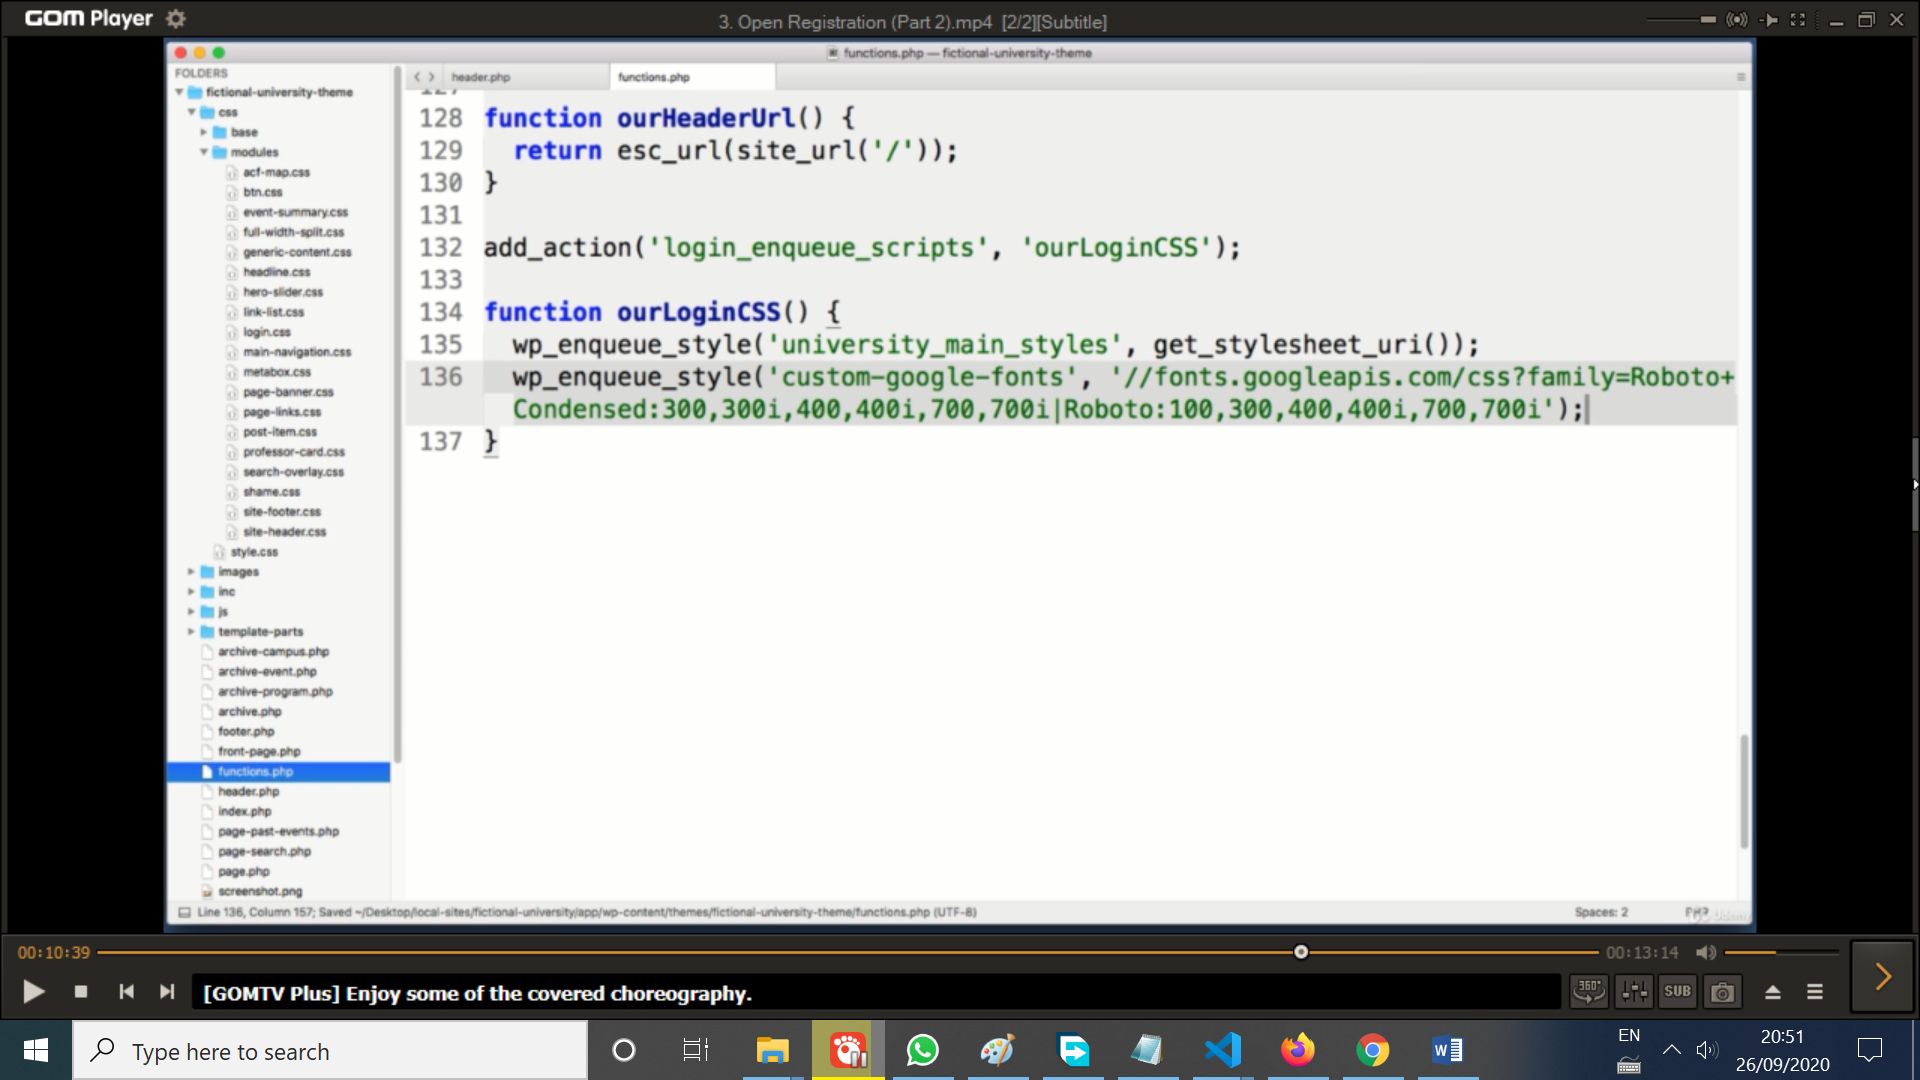 GOM Player
3. Open Registration (Part 2).mp4 [2/2][Subtitle]
functions.php — fictional-university-theme
FOLDERS
fictional-university-theme
css
base
modules
acf-map.css
btn.css
event-summary.css
full-width-split.css
generic-content.css
headline.css
hero-slider.css
link-list.css
login.css
main-navigation.css
metabox.css
page-banner.css
page-links.css
post-item.css
professor-card.css
search-overlay.css
shame.css
site-footer.css
site-header.css
style.css
images
inc
js
template-parts
archive-campus.php
archive-event.php
archive-program.php
archive.php
footer.php
front-page.php
functions.php
header.php
index.php
page-past-events.php
page-search.php
page.php
screenshot.png
header.php
functions.php
127
128 function ourHeaderUrl() {
129 return esc_url(site_url('/'));
130 }
131
132 add_action('login_enqueue_scripts', 'ourLoginCSS');
133
134 function ourLoginCSS() {
135 wp_enqueue_style('university_main_styles', get_stylesheet_uri());
136 wp_enqueue_style('custom-google-fonts', '//fonts.googleapis.com/css?family=Roboto+
Condensed:300,300i,400,400i,700,700i|Roboto:100,300,400,400i,700,700i');
137 }
Line 136, Column 157; Saved ~/Desktop/local-sites/fictional-university/app/wp-content/themes/fictional-university-theme/functions.php (UTF-8)
Spaces: 2
PHP
Udemy
00:10:39
00:13:14
[GOMTV Plus] Enjoy some of the covered choreography.
360°
SUB
Type here to search
EN
20:51
26/09/2020